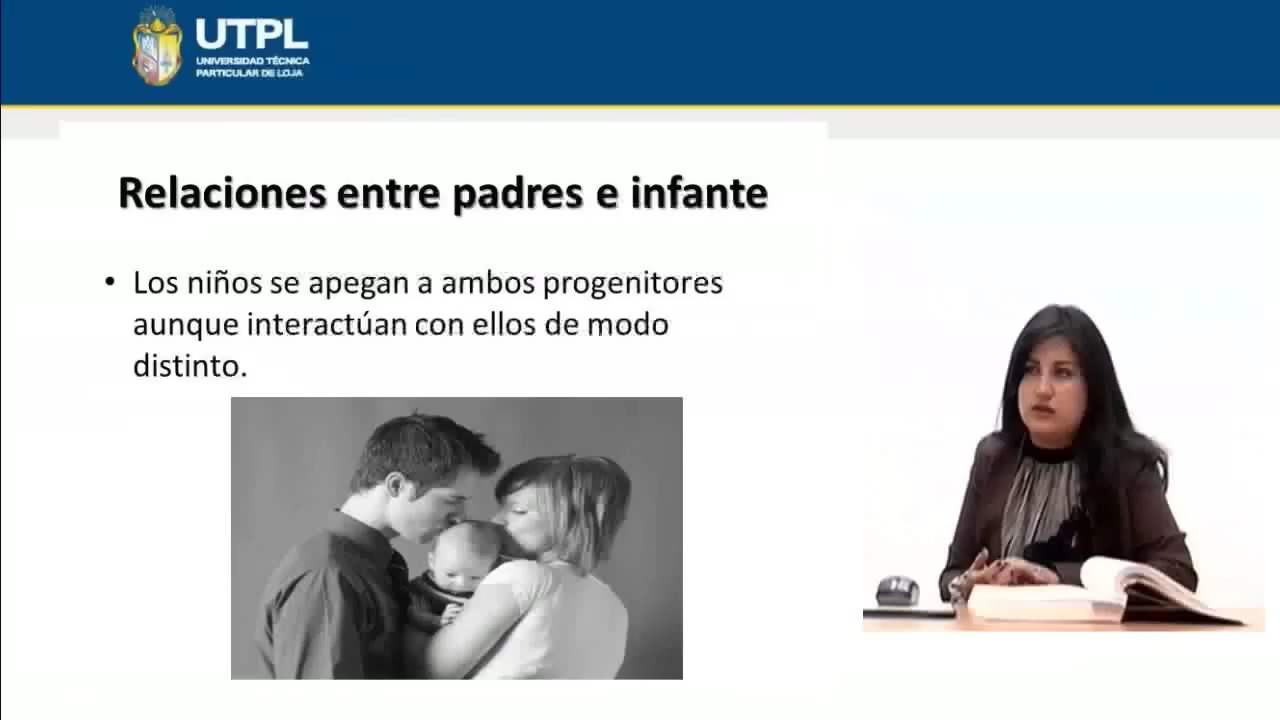 UTPL
UNIVERSIDAD TÉCNICA
PARTICULAR DE LOJA
Relaciones entre padres e infante
• Los niños se apegan a ambos progenitores
aunque interactúan con ellos de modo
distinto.